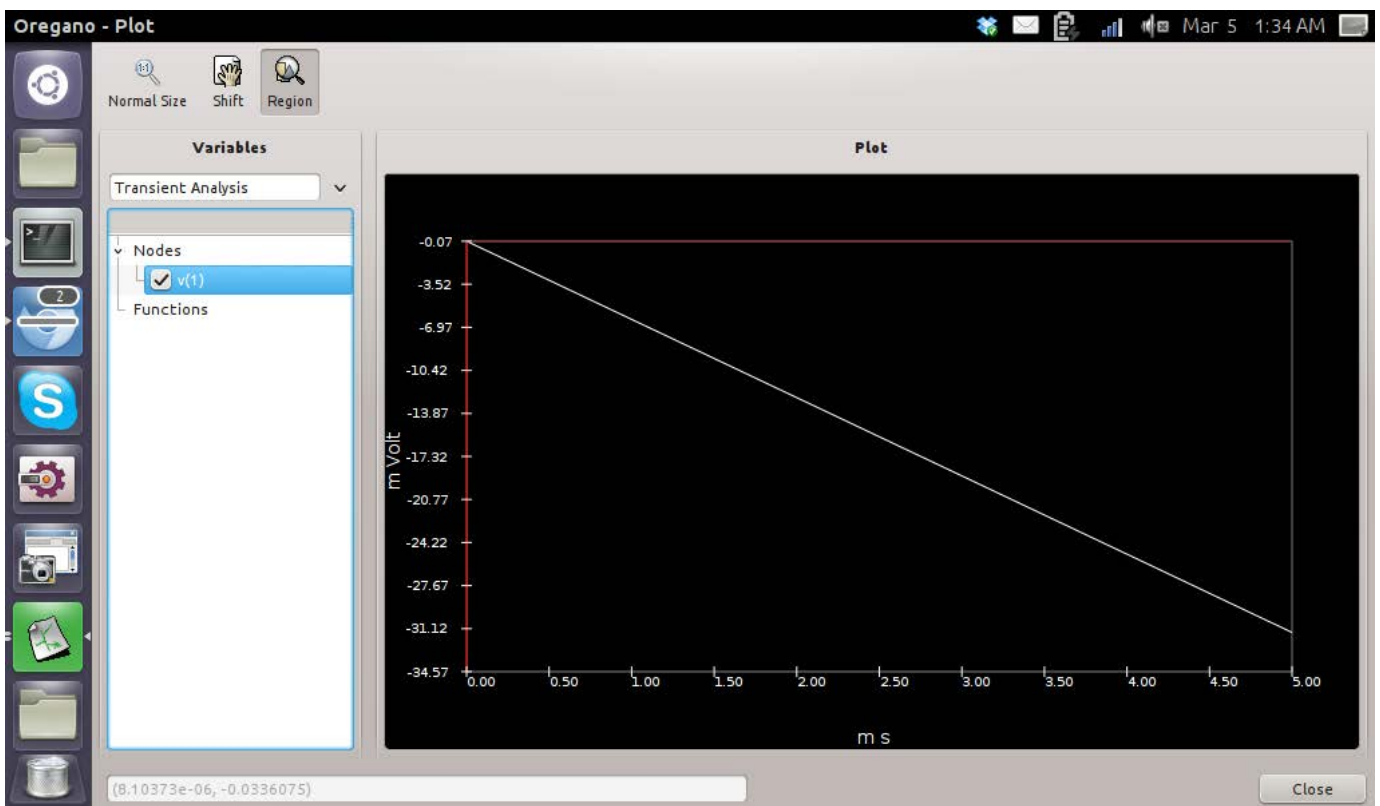 Oregano - Plot
Mar 5 1:34 AM
Normal Size Shift Region
Variables
Plot
Transient Analysis
Nodes
v(1)
Functions
2
m Volt
-0.07
-3.52
-6.97
-10.42
-13.87
-17.32
-20.77
-24.22
-27.67
-31.12
-34.57
0.00 0.50 1.00 1.50 2.00 2.50 3.00 3.50 4.00 4.50 5.00
m s
(8.10373e-06, -0.0336075)
Close